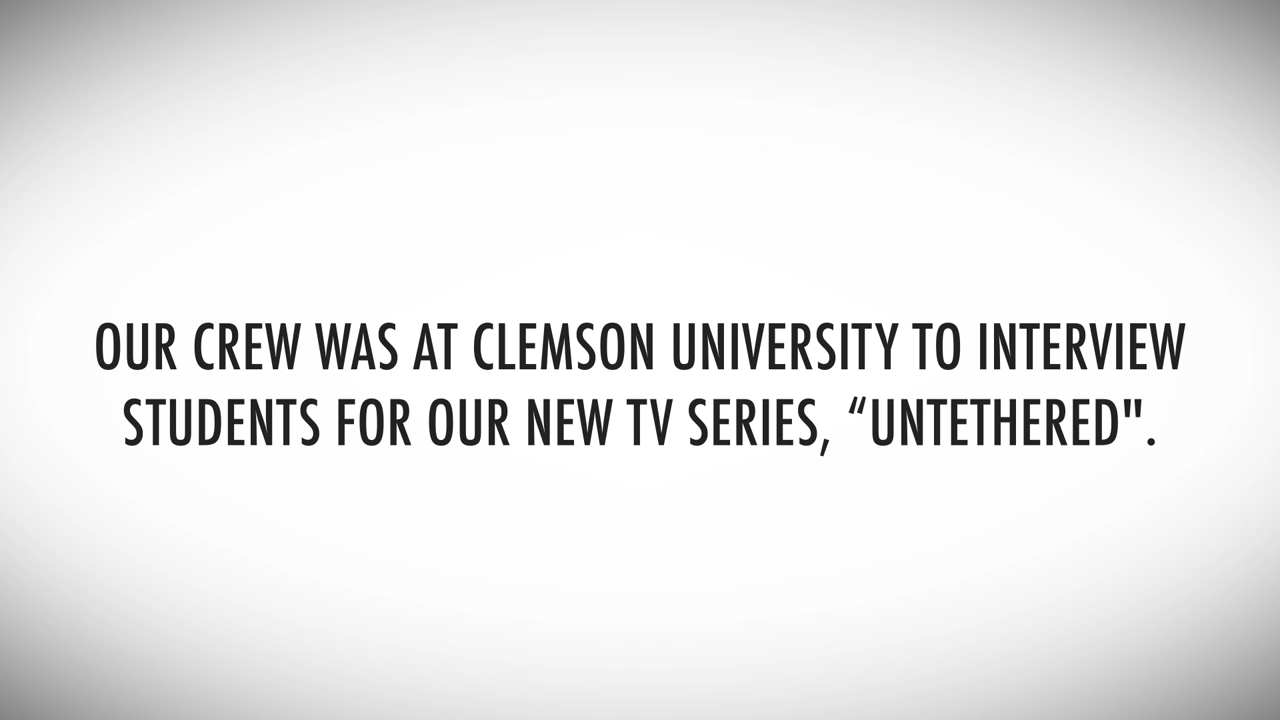 OUR CREW WAS AT CLEMSON UNIVERSITY TO INTERVIEW
STUDENTS FOR OUR NEW TV SERIES, “UNTETHERED".